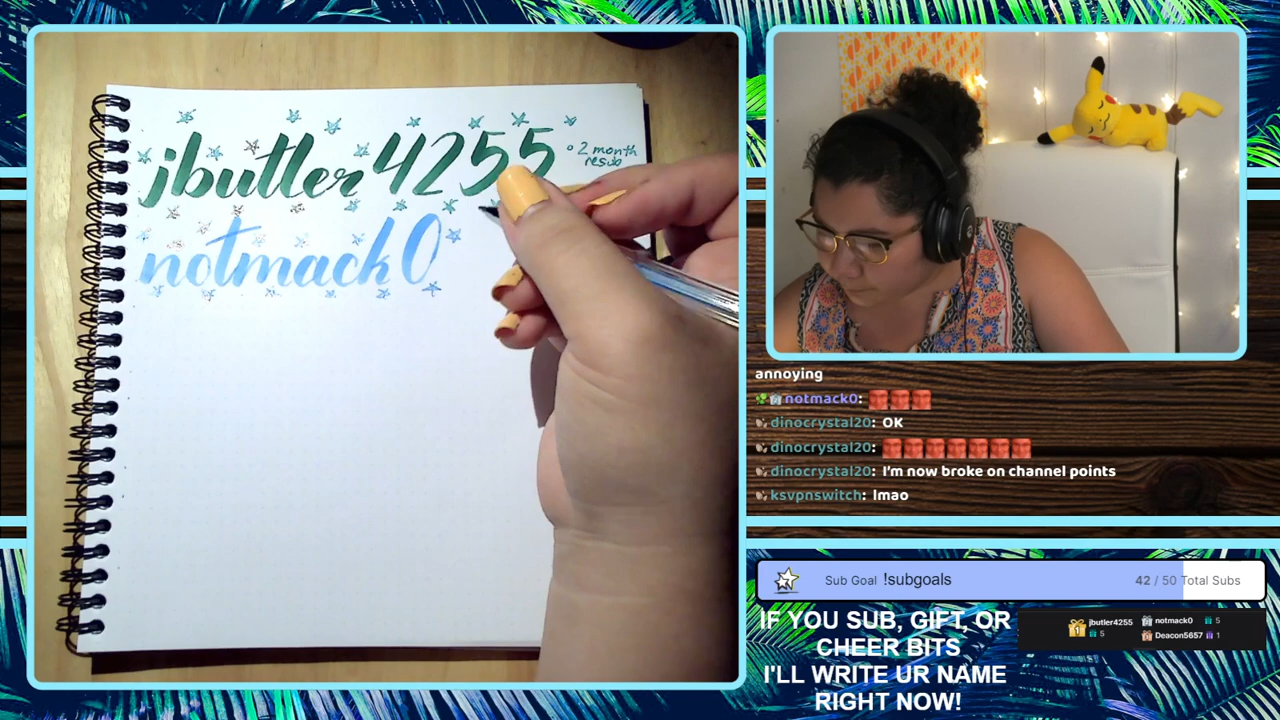 jbutler4255
• 2 month
resub
notmack0
annoying
notmack0:
dinocrystal20: OK
dinocrystal20:
dinocrystal20: I'm now broke on channel points
ksvpnswitch: lmao
Sub Goal !subgoals 42 / 50 Total Subs
IF YOU SUB, GIFT, OR
CHEER BITS
I'LL WRITE UR NAME
RIGHT NOW!
1 jbutler4255 5
notmack0 5
Deacon5657 1